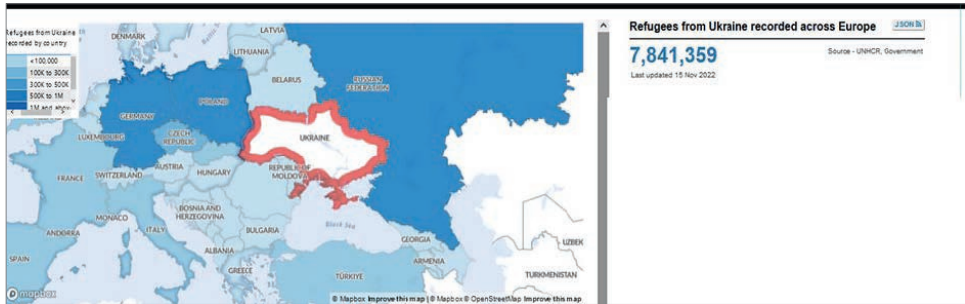 Refugees from Ukraine
recorded by country
<100,000
100K to 300K
300K to 500K
500K to 1M
1M and above
DENMARK
LATVIA
LITHUANIA
BELARUS
RUSSIAN
FEDERATION
POLAND
GERMANY
LUXEMBOURG
CZECH
REPUBLIC
UKRAINE
FRANCE
SWITZERLAND
AUSTRIA
HUNGARY
REPUBLIC OF
MOLDOVA
MONACO
BOSNIA AND
HERZEGOVINA
ANDORRA
ITALY
BULGARIA
Black Sea
SPAIN
ALBANIA
GREECE
TÜRKIYE
GEORGIA
ARMENIA
UZBEK
TURKMENISTAN
mapbox
© Mapbox Improve this map | © Mapbox © OpenStreetMap Improve this map
Refugees from Ukraine recorded across Europe
JSON
7,841,359
Source - UNHCR, Government
Last updated 15 Nov 2022